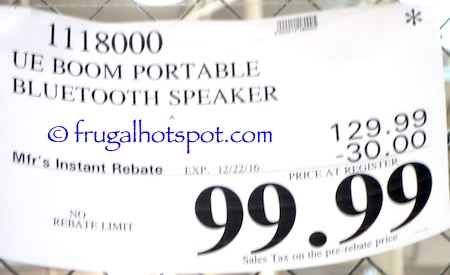 *
1118000
UE BOOM PORTABLE
BLUETOOTH SPEAKER
© frugalhotspot.com
129.99
-30.00
Mfr's Instant Rebate EXP. 12/22/16 PRICE AT REGISTER
99.99
NO
REBATE LIMIT
Sales Tax on the pre-rebate price